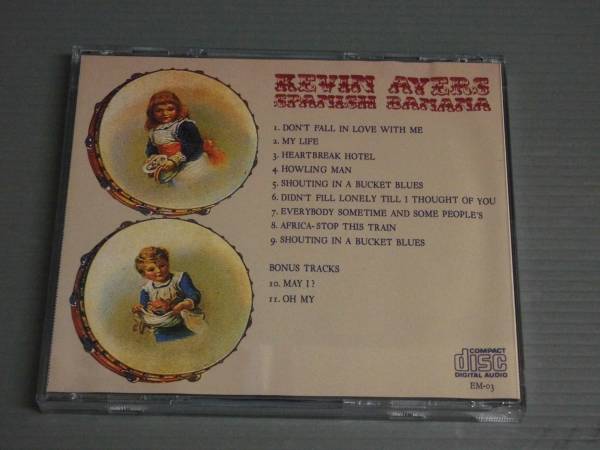 KEVIN AYERS
SPANISH BANANA
1. DON'T FALL IN LOVE WITH ME
2. MY LIFE
3. HEARTBREAK HOTEL
4. HOWLING MAN
5. SHOUTING IN A BUCKET BLUES
6. DIDN'T FILL LONELY TILL I THOUGHT OF YOU
7. EVERYBODY SOMETIME AND SOME PEOPLE'S
8. AFRICA-STOP THIS TRAIN
9. SHOUTING IN A BUCKET BLUES
BONUS TRACKS
10. MAY I?
11. OH MY
COMPACT
disc
DIGITAL AUDIO
EM-03